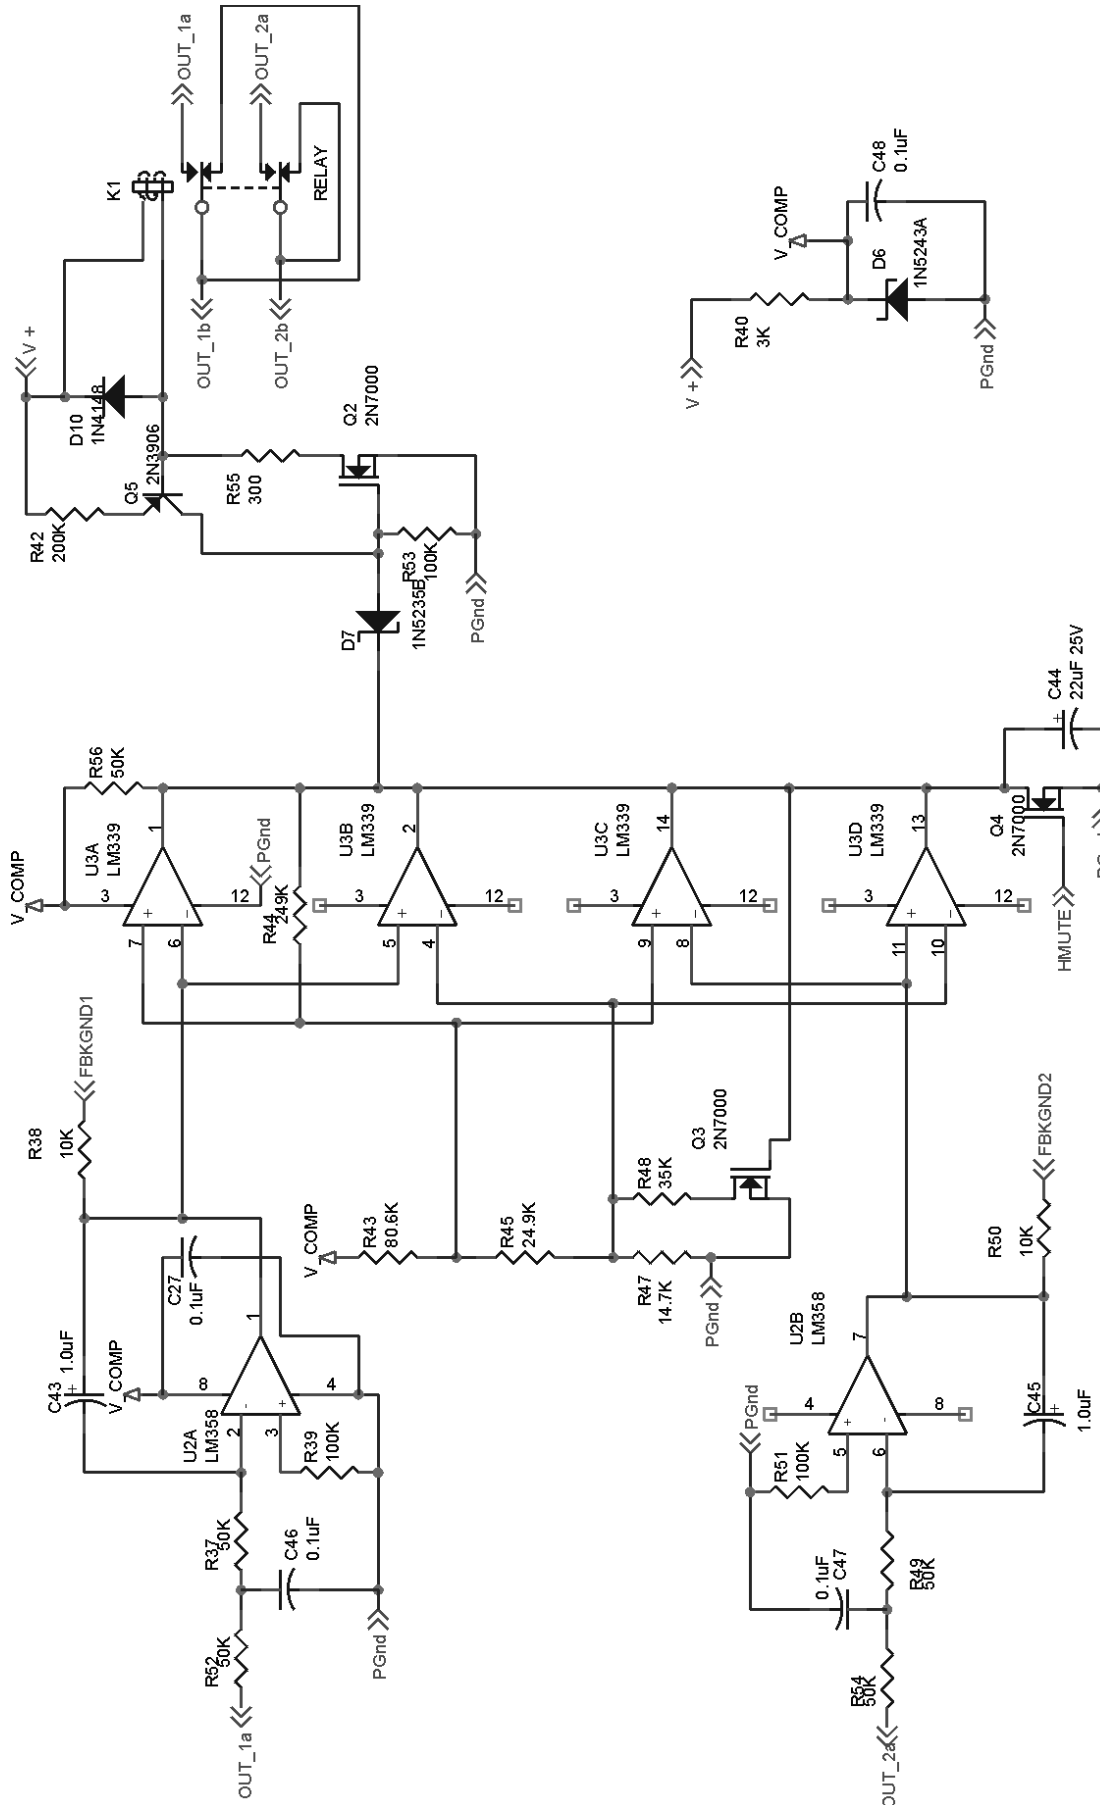 OUT_1a
OUT_2a
K1
RELAY
V +
D10
1N4148
OUT_1b
OUT_2b
R42
200K
Q5
2N3906
R55
300
Q2
2N7000
R53
100K
PGnd
D7
1N5235B
V_COMP
C48
0.1uF
D6
1N5243A
R40
3K
V +
PGnd
R56
50K
V_COMP
U3A
LM339
1
3
12
7
6
+
-
PGnd
R44
249K
U3B
LM339
2
3
12
5
4
+
-
U3C
LM339
14
3
12
9
8
+
-
U3D
LM339
13
3
12
11
10
+
-
C44
22uF 25V
+
Q4
2N7000
HMUTE
FBKGND1
R38
10K
C43
1.0uF
+
V_COMP
C27
0.1uF
U2A
LM358
1
8
4
2
3
-
+
R39
100K
R37
50K
C46
0.1uF
R52
50K
OUT_1a
PGnd
V_COMP
R43
80.6K
R45
24.9K
R48
35K
R47
14.7K
PGnd
Q3
2N7000
FBKGND2
R50
10K
U2B
LM358
7
4
8
5
6
+
-
PGnd
R51
100K
C45
1.0uF
+
0.1uF
C47
R49
50K
R54
50K
OUT_2a